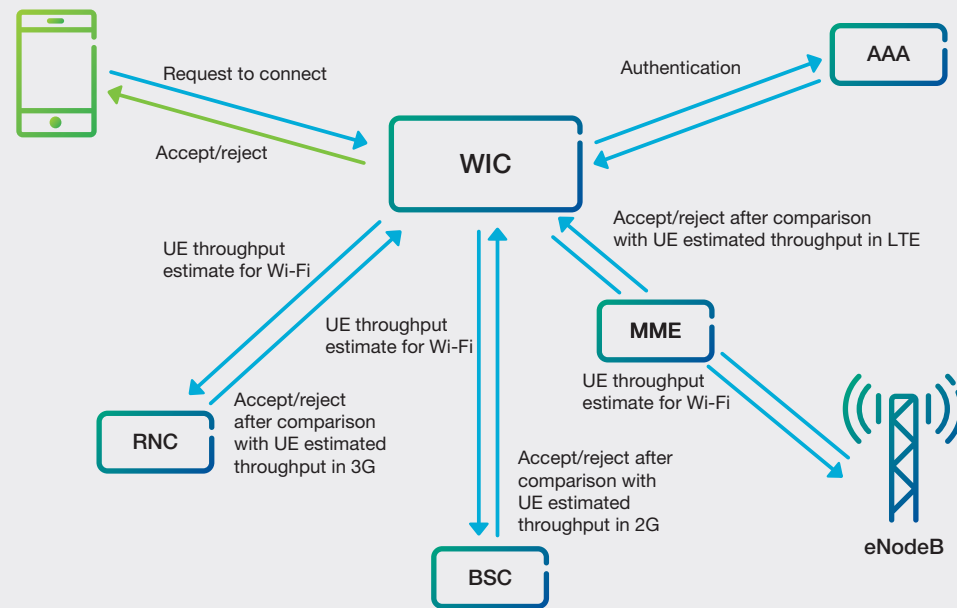 Request to connect
Authentication
AAA
Accept/reject
WIC
Accept/reject after comparison
with UE estimated throughput in LTE
UE throughput
estimate for Wi-Fi
MME
UE throughput
estimate for Wi-Fi
UE throughput
estimate for Wi-Fi
RNC
Accept/reject
after comparison
with UE estimated
throughput in 3G
Accept/reject after
comparison with
UE estimated
throughput in 2G
eNodeB
BSC